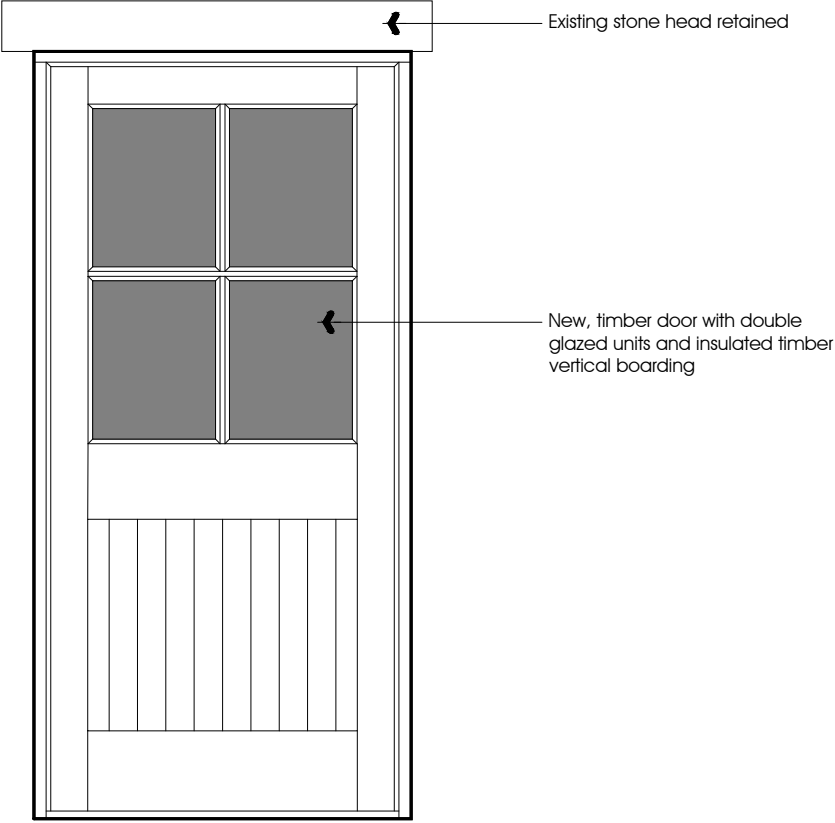 Existing stone head retained
New, timber door with double
glazed units and insulated timber
vertical boarding